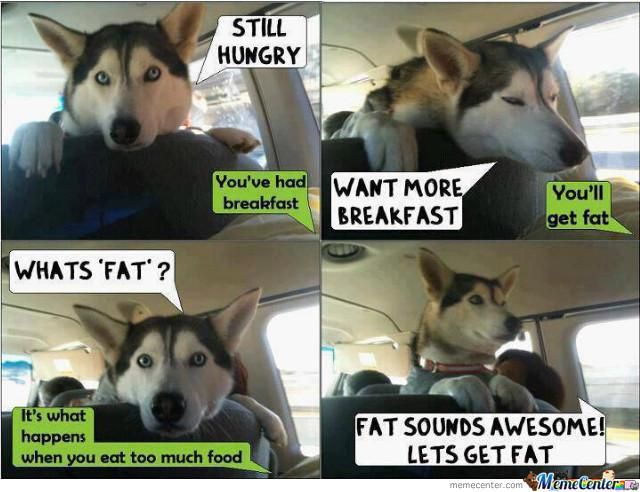 STILL
HUNGRY
You've had
breakfast
WANT MORE
BREAKFAST
You'll
get fat
WHATS 'FAT' ?
It's what
happens
when you eat too much food
FAT SOUNDS AWESOME!
LETS GET FAT
memecenter.com MemeCenter